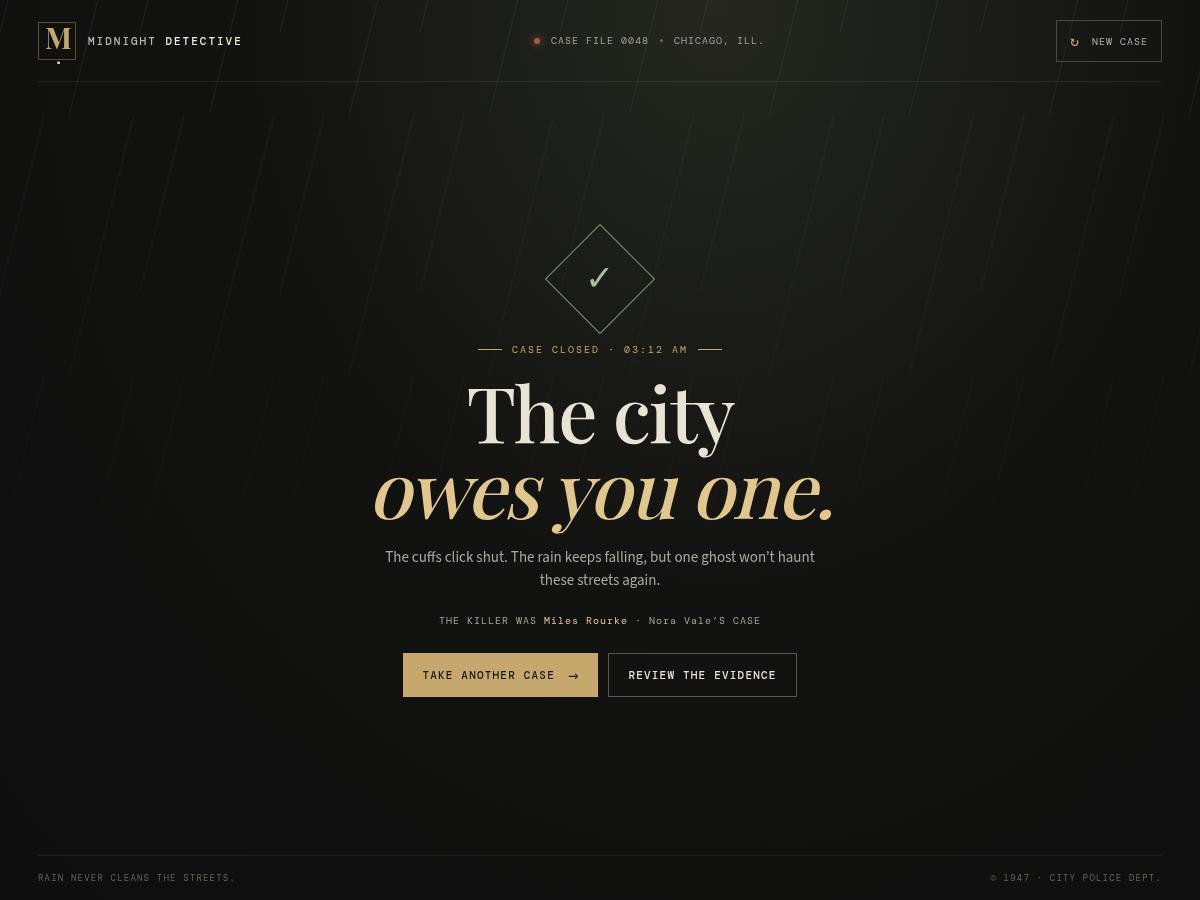 M
MIDNIGHT DETECTIVE
CASE FILE 0048 • CHICAGO, ILL.
↻ NEW CASE
✓
CASE CLOSED · 03:12 AM
The city
owes you one.
The cuffs click shut. The rain keeps falling, but one ghost won’t haunt
these streets again.
THE KILLER WAS Miles Rourke · Nora Vale’S CASE
TAKE ANOTHER CASE →
REVIEW THE EVIDENCE
RAIN NEVER CLEANS THE STREETS.
© 1947 · CITY POLICE DEPT.